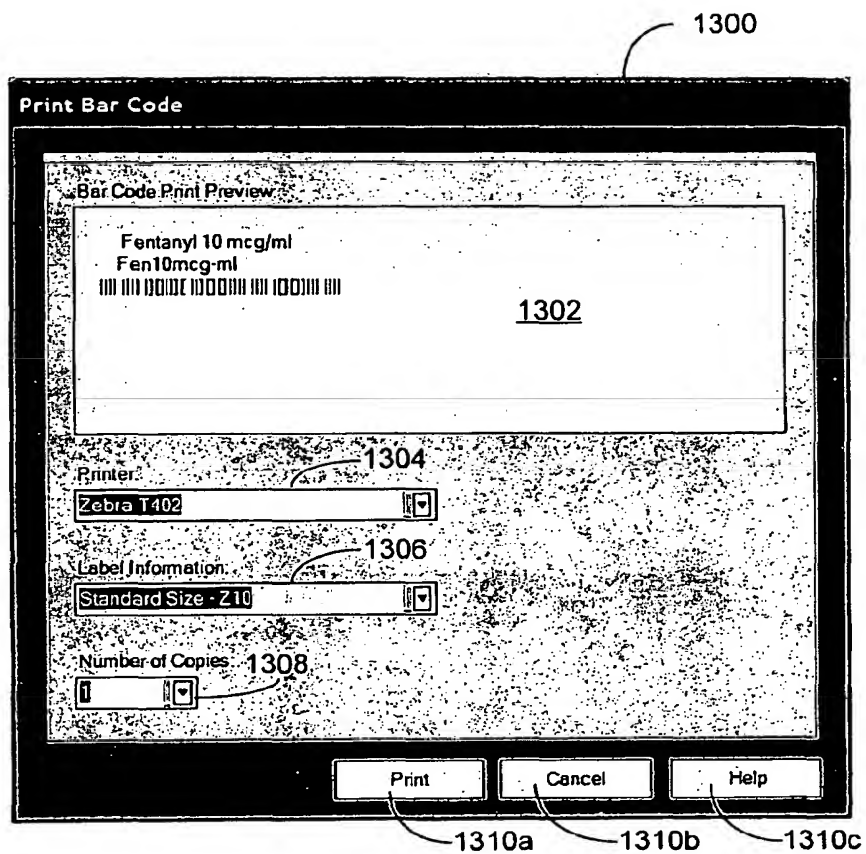 1300
Print Bar Code
Bar Code Print Preview
Fentanyl 10 mcg/ml
Fen10mcg-ml
1302
Printer:
1304
Zebra T402
Label Information:
1306
Standard Size - Z10
Number of Copies
1308
1
Print
Cancel
Help
1310a
1310b
1310c